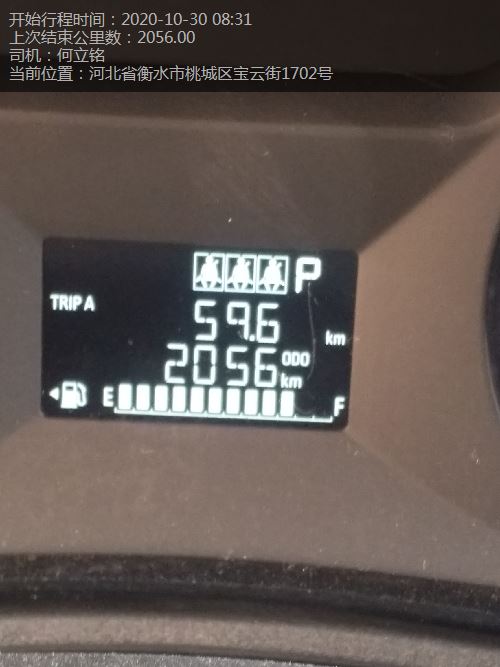 开始行程时间：2020-10-30 08:31
上次结束公里数：2056.00
司机：何立铭
当前位置：河北省衡水市桃城区宝云街1702号
P
TRIP A
59.6 km
2056 ODO km
E F